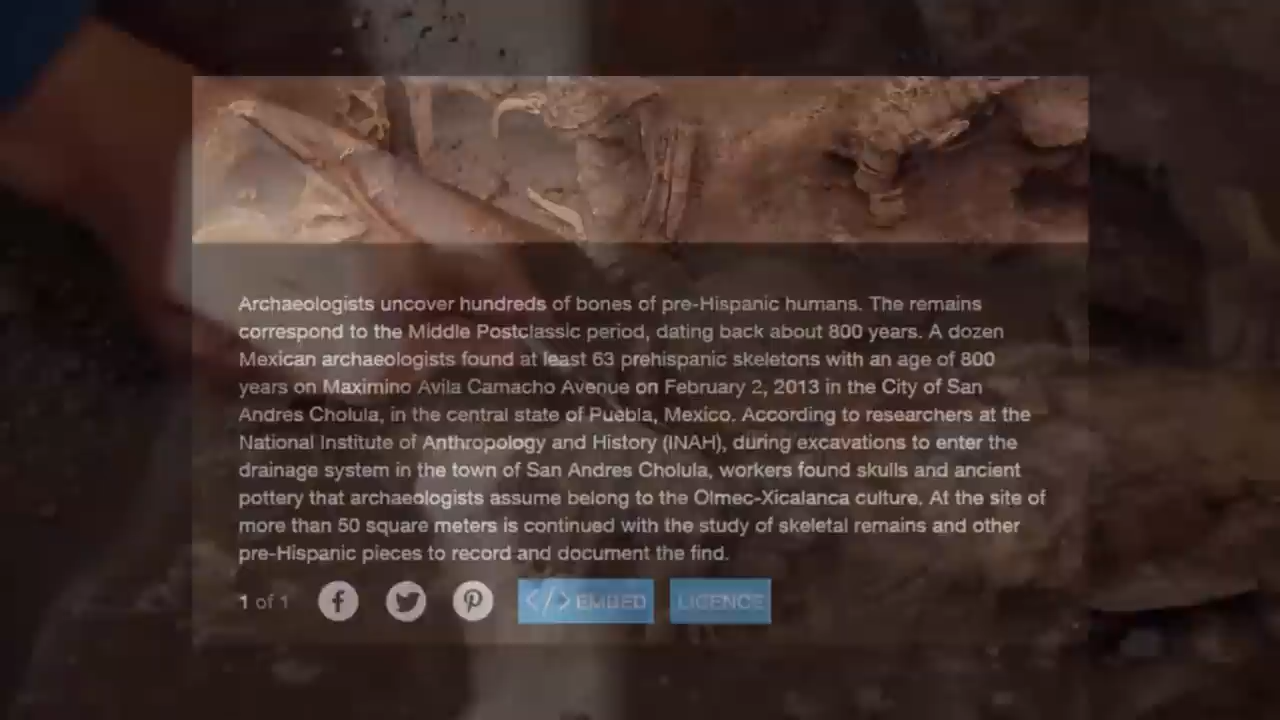 Archaeologists uncover hundreds of bones of pre-Hispanic humans. The remains
correspond to the Middle Postclassic period, dating back about 800 years. A dozen
Mexican archaeologists found at least 63 prehispanic skeletons with an age of 800
years on Maximino Avila Camacho Avenue on February 2, 2013 in the City of San
Andres Cholula, in the central state of Puebla, Mexico. According to researchers at the
National Institute of Anthropology and History (INAH), during excavations to enter the
drainage system in the town of San Andres Cholula, workers found skulls and ancient
pottery that archaeologists assume belong to the Olmec-Xicalanca culture. At the site of
more than 50 square meters is continued with the study of skeletal remains and other
pre-Hispanic pieces to record and document the find.
1 of 1 </> EMBED LICENCE